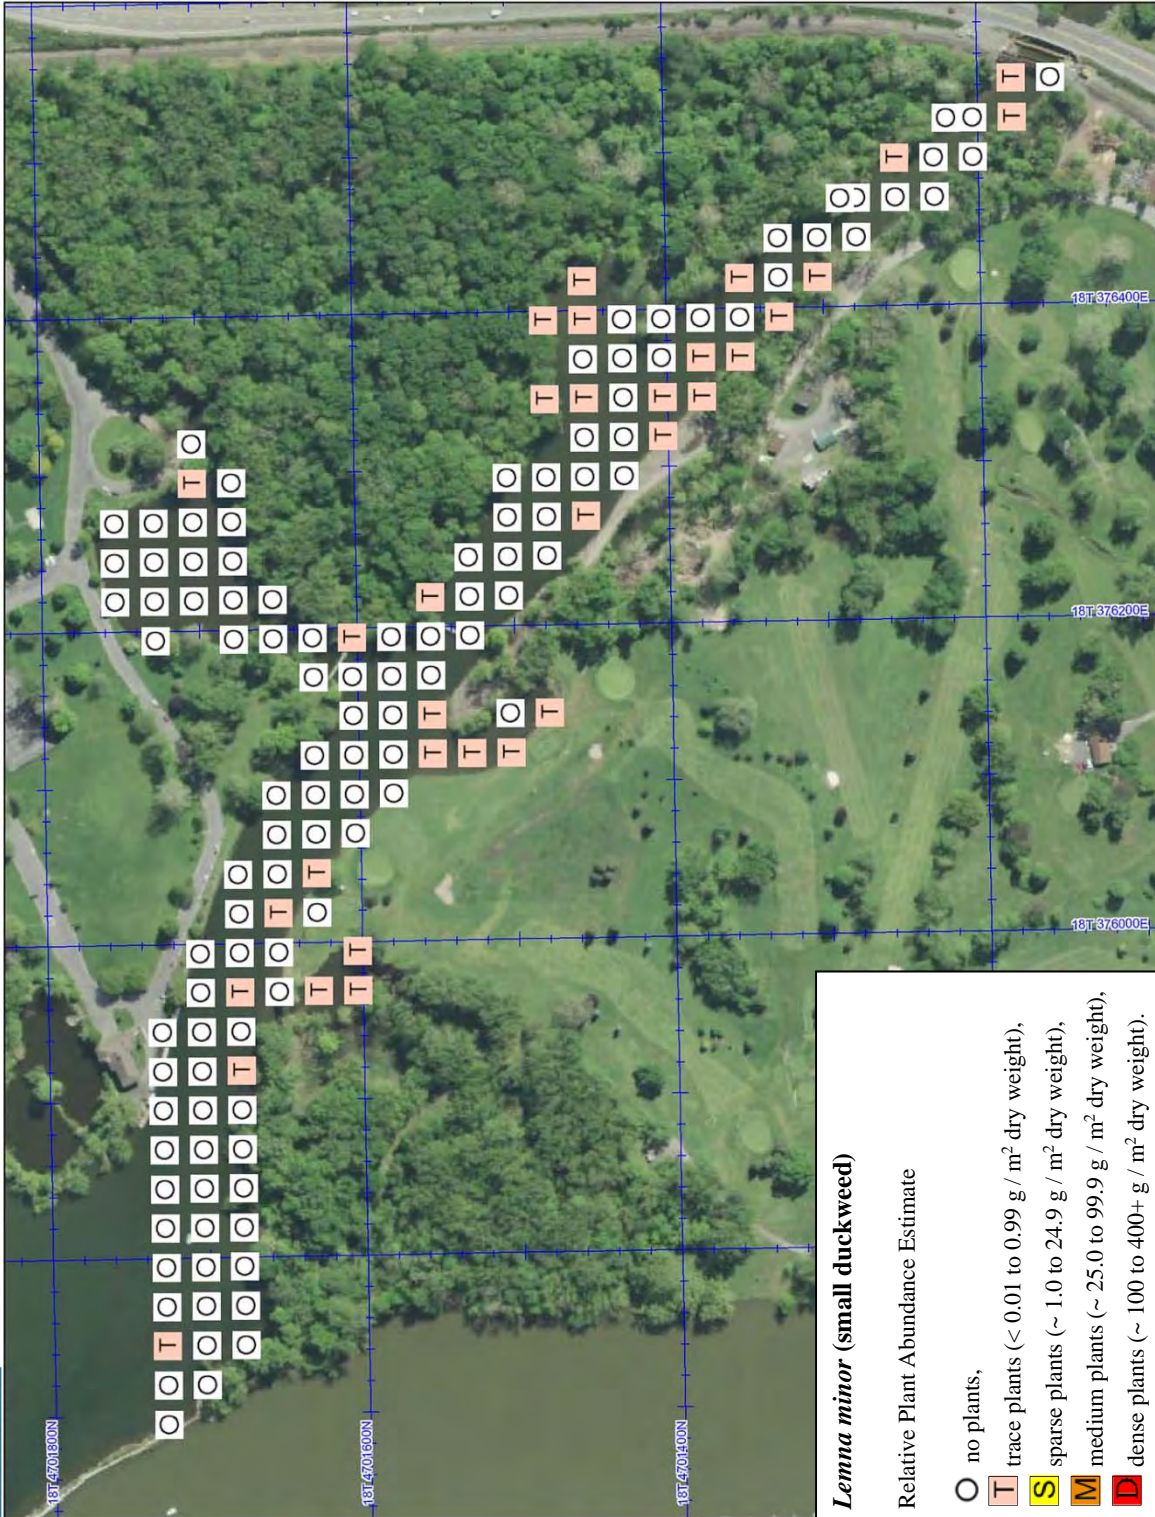 18T 4701800N
18T 4701600N
18T 4701400N
18T 376400E
18T 376200E
18T 376000E
Lemna minor (small duckweed)
Relative Plant Abundance Estimate
O no plants,
T trace plants (< 0.01 to 0.99 g / m² dry weight),
S sparse plants (~ 1.0 to 24.9 g / m² dry weight),
M medium plants (~ 25.0 to 99.9 g / m² dry weight),
D dense plants (~ 100 to 400+ g / m² dry weight).